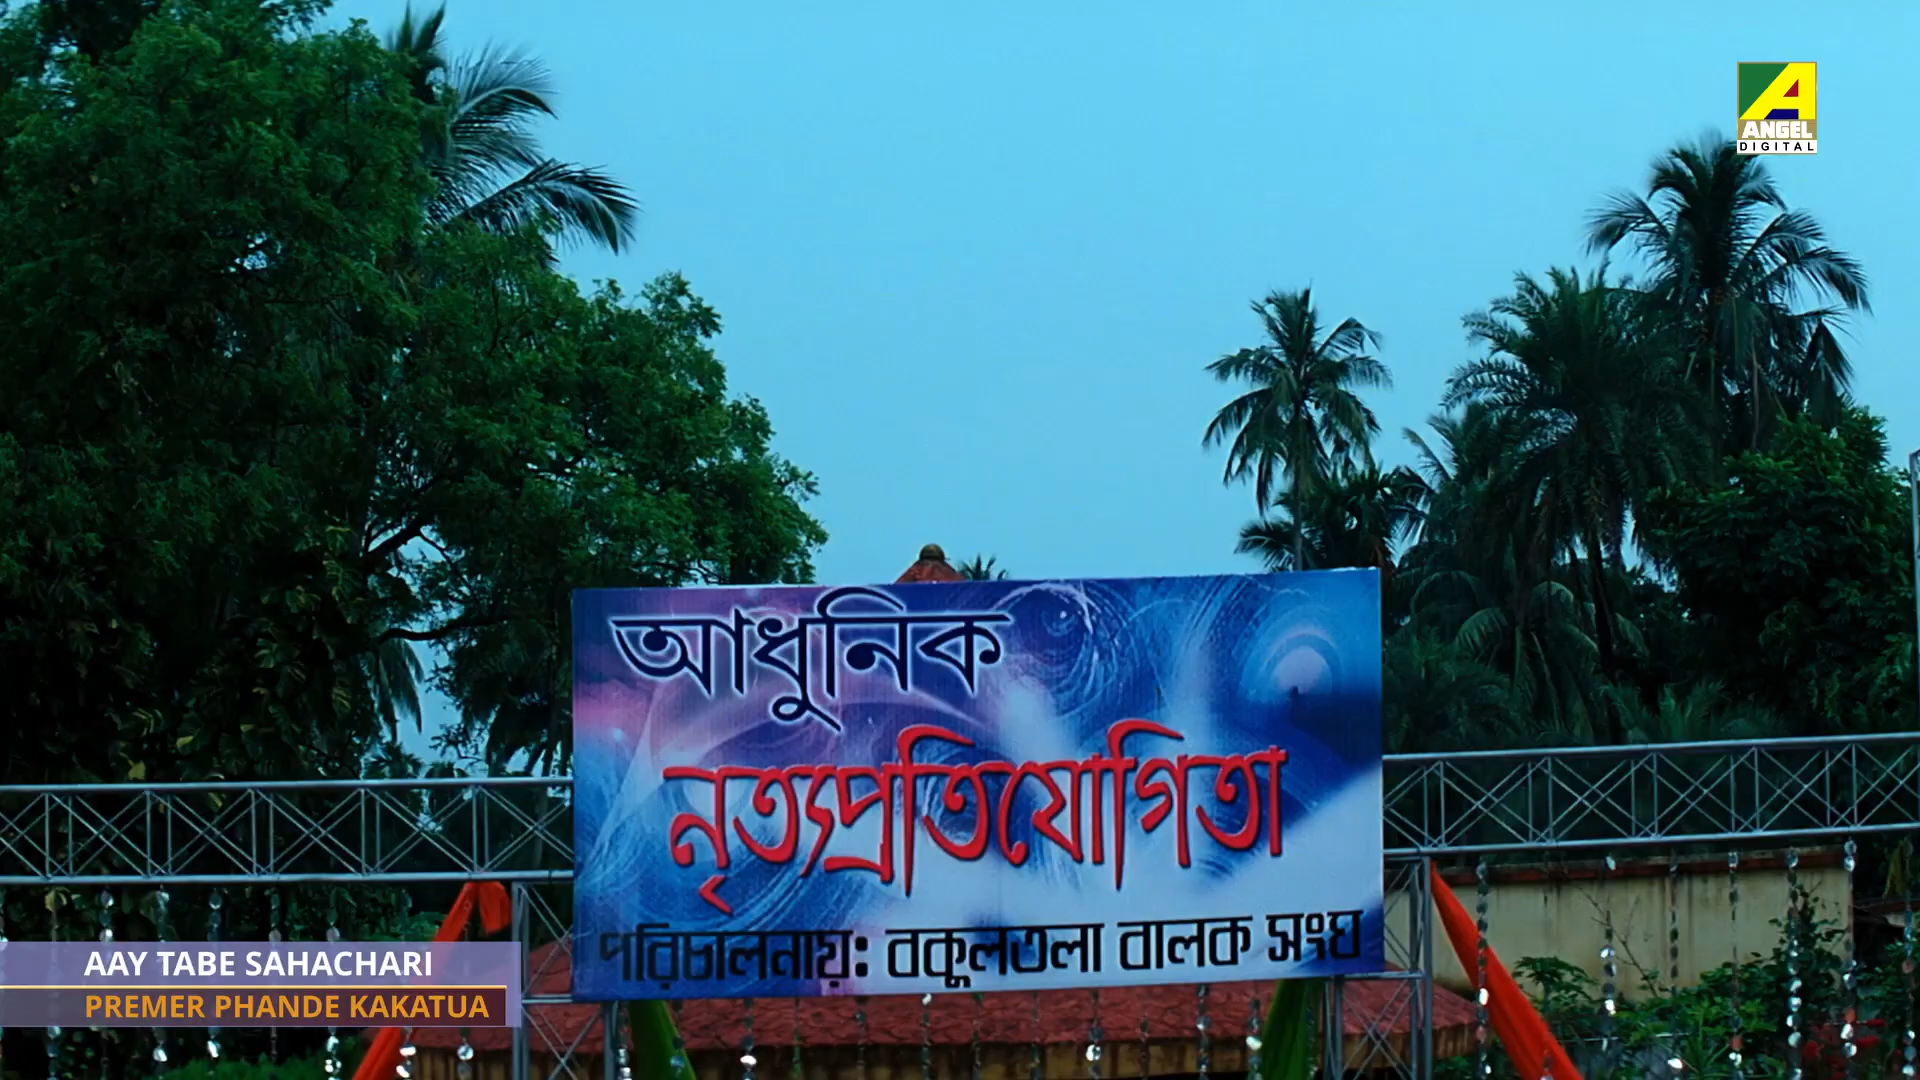 A
ANGEL
DIGITAL
আধুনিক
নৃত্যপ্রতিযোগিতা
পরিচালনায়: বকুলতলা বালক সংঘ
AAY TABE SAHACHARI
PREMER PHANDE KAKATUA